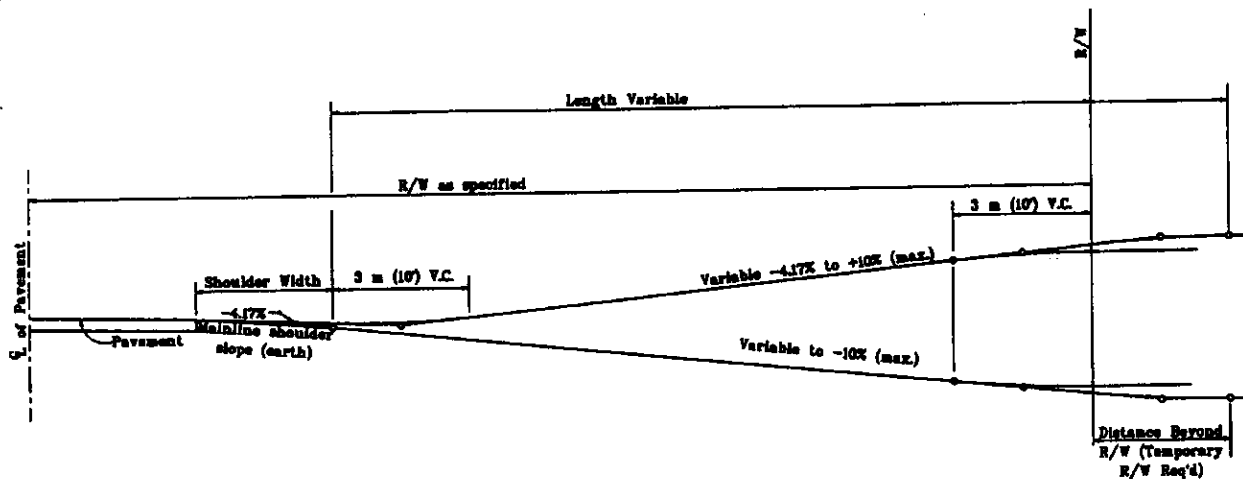 R/W
Length Variable
R/W as specified
3 m (10') V.C.
℄ of Pavement
Shoulder Width
3 m (10') V.C.
Variable -4.17% to +10% (max.)
-4.17%
Pavement
Mainline shoulder
slope (earth)
Variable to -10% (max.)
Distance Beyond
R/W (Temporary
R/W Req'd)